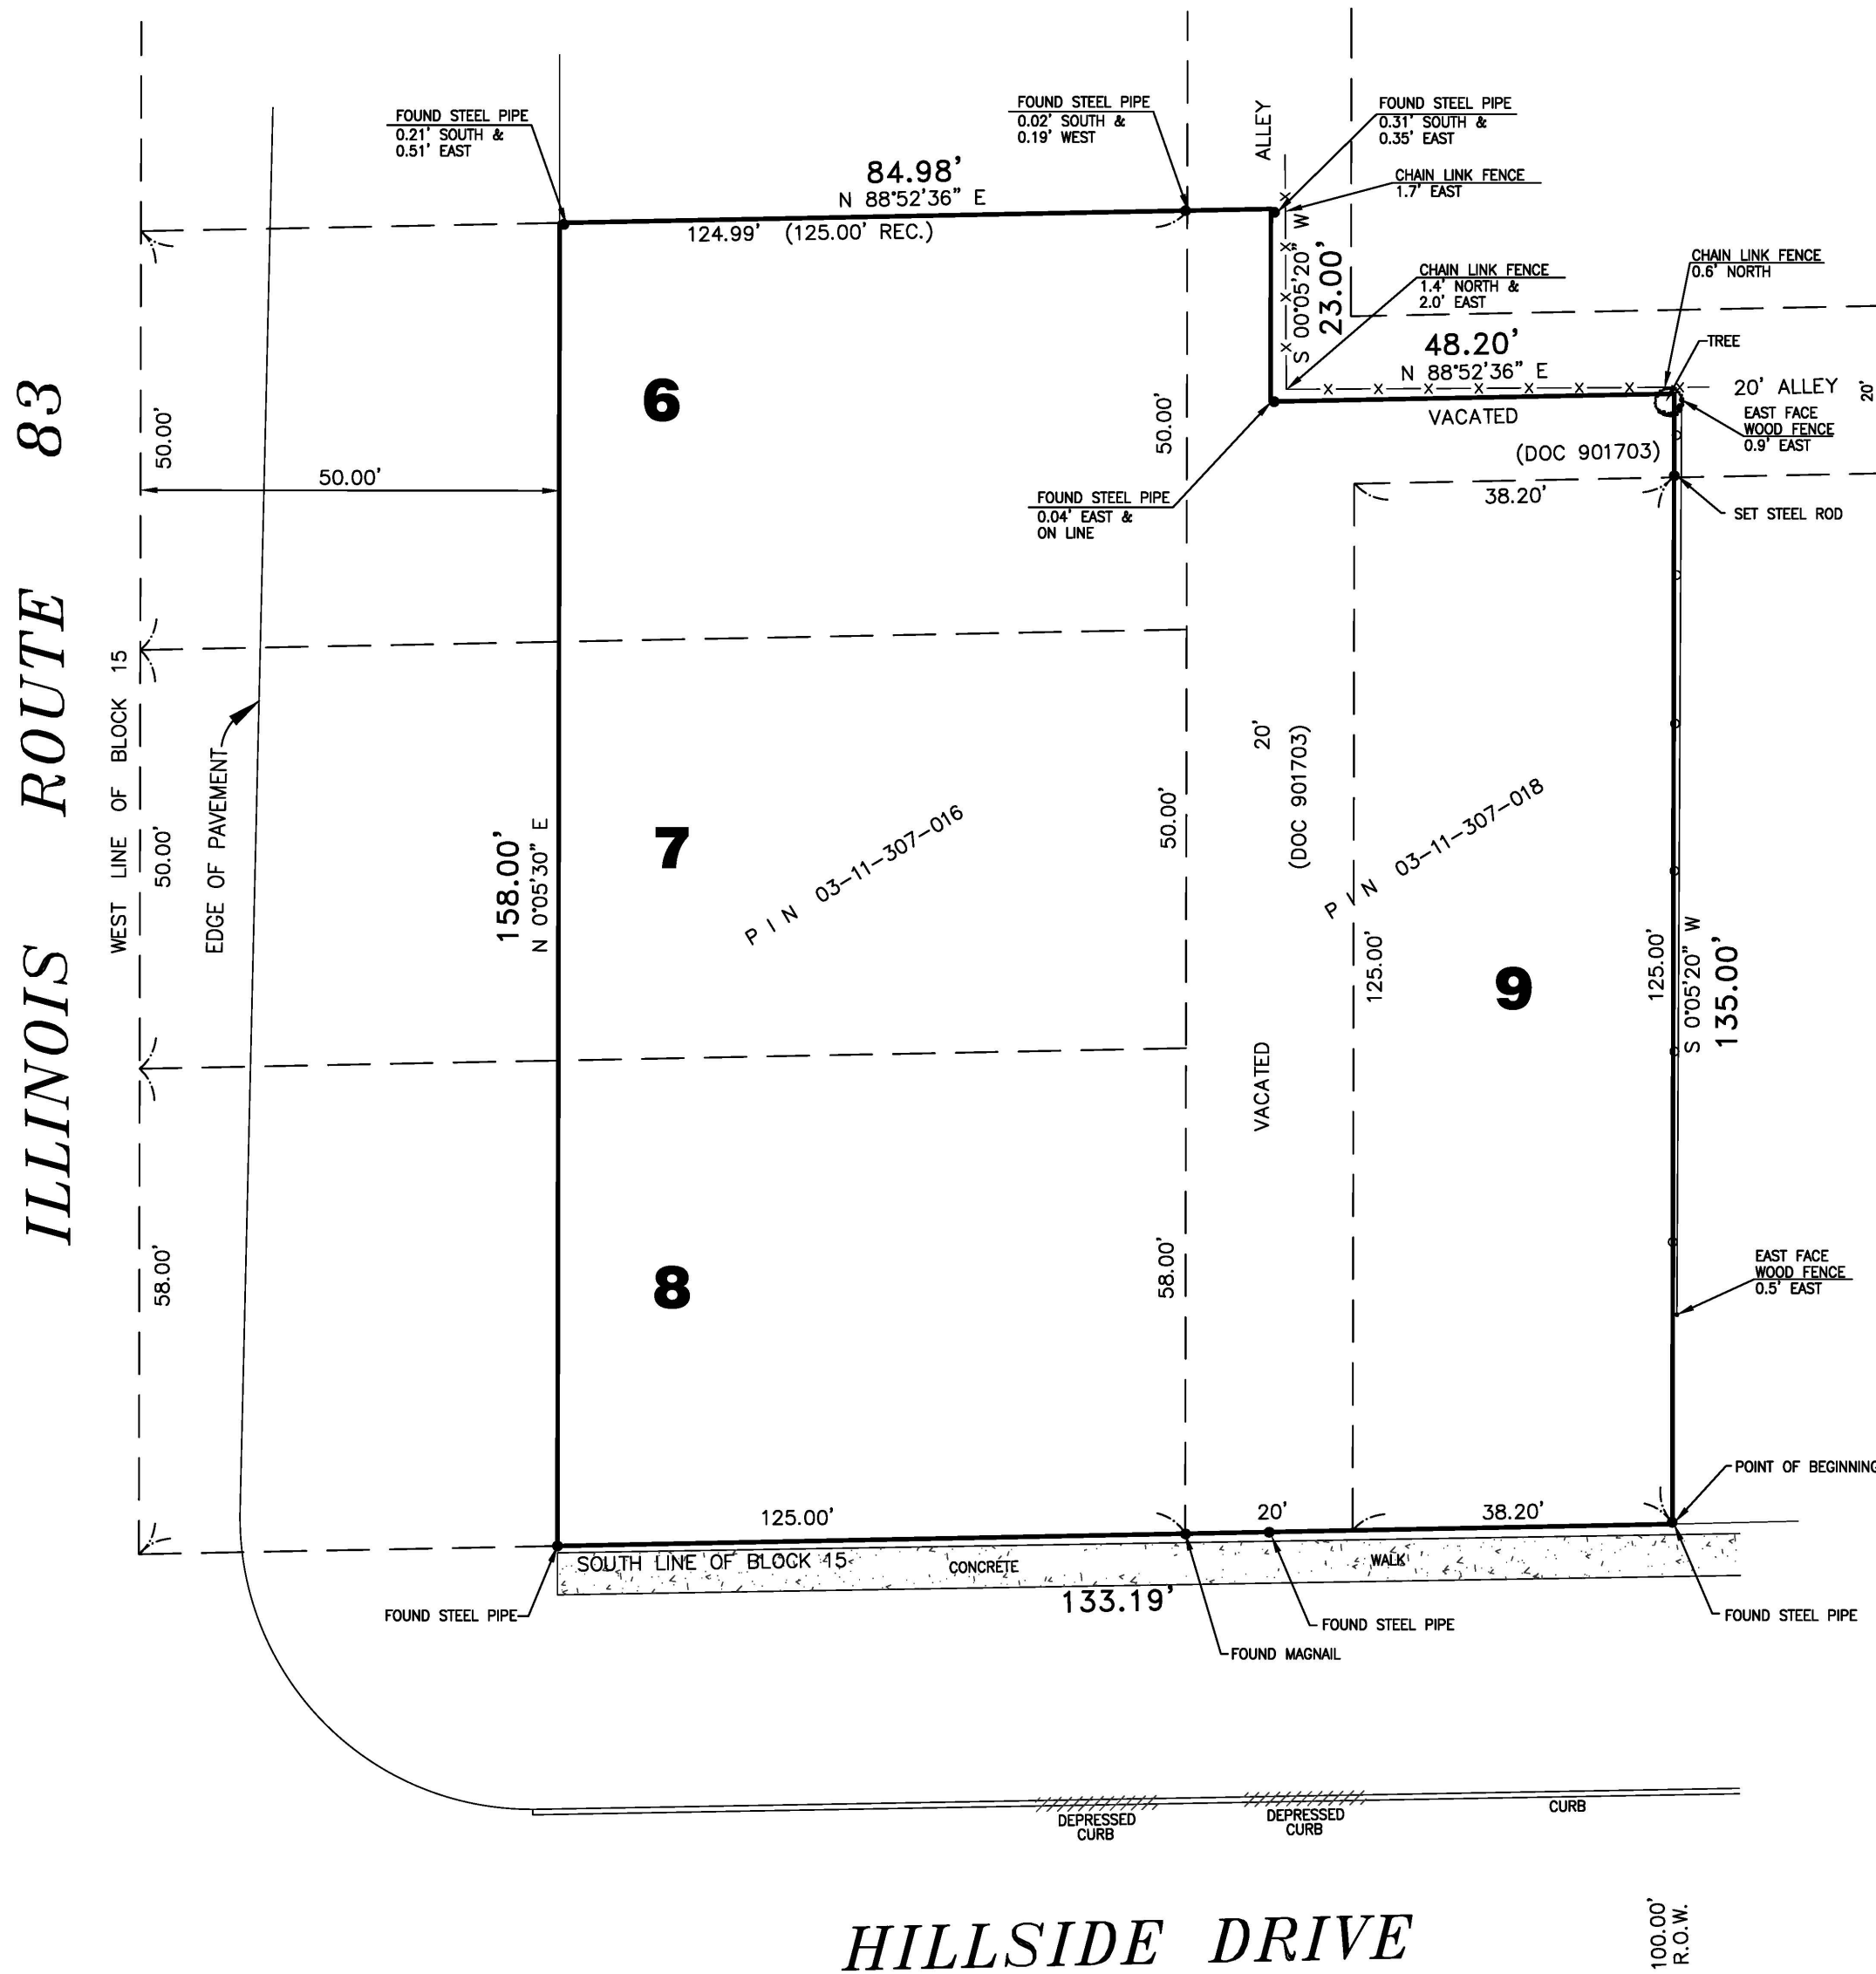 FOUND STEEL PIPE
0.21' SOUTH &
0.51' EAST
84.98'
N 88°52'36" E
124.99' (125.00' REC.)
FOUND STEEL PIPE
0.02' SOUTH &
0.19' WEST
ALLEY
FOUND STEEL PIPE
0.31' SOUTH &
0.35' EAST
CHAIN LINK FENCE
1.7' EAST
S 00°05'20" W
23.00'
CHAIN LINK FENCE
1.4' NORTH &
2.0' EAST
CHAIN LINK FENCE
0.6' NORTH
TREE
48.20'
N 88°52'36" E
VACATED
20' ALLEY
20'
EAST FACE
WOOD FENCE
0.9' EAST
(DOC 901703)
38.20'
SET STEEL ROD
FOUND STEEL PIPE
0.04' EAST &
ON LINE
6
50.00'
50.00'
50.00'
ILLINOIS ROUTE 83
WEST LINE OF BLOCK 15
50.00'
EDGE OF PAVEMENT
158.00'
N 0°05'30" E
7
PIN 03-11-307-016
50.00'
20'
(DOC 901703)
VACATED
PIN 03-11-307-018
125.00'
9
125.00'
S 0°05'20" W
135.00'
58.00'
8
58.00'
EAST FACE
WOOD FENCE
0.5' EAST
POINT OF BEGINNING
125.00'
20'
38.20'
SOUTH LINE OF BLOCK 15
CONCRETE
WALK
133.19'
FOUND STEEL PIPE
FOUND MAGNAIL
FOUND STEEL PIPE
FOUND STEEL PIPE
DEPRESSED
CURB
DEPRESSED
CURB
CURB
HILLSIDE DRIVE
100.00'
R.O.W.